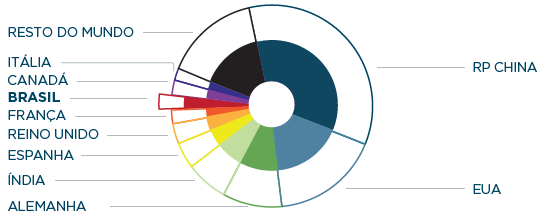 RESTO DO MUNDO
ITÁLIA
CANADÁ
BRASIL
FRANÇA
REINO UNIDO
ESPANHA
ÍNDIA
ALEMANHA
RP CHINA
EUA